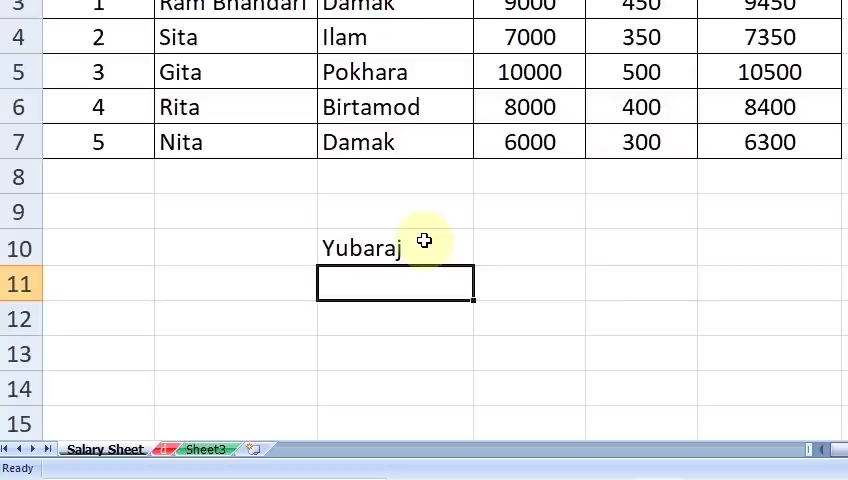 3 1 Ram Bhandari Damak 9000 450 9450
4 2 Sita Ilam 7000 350 7350
5 3 Gita Pokhara 10000 500 10500
6 4 Rita Birtamod 8000 400 8400
7 5 Nita Damak 6000 300 6300
8
9
10 Yubaraj
11
12
13
14
15
Salary Sheet d Sheet3
Ready